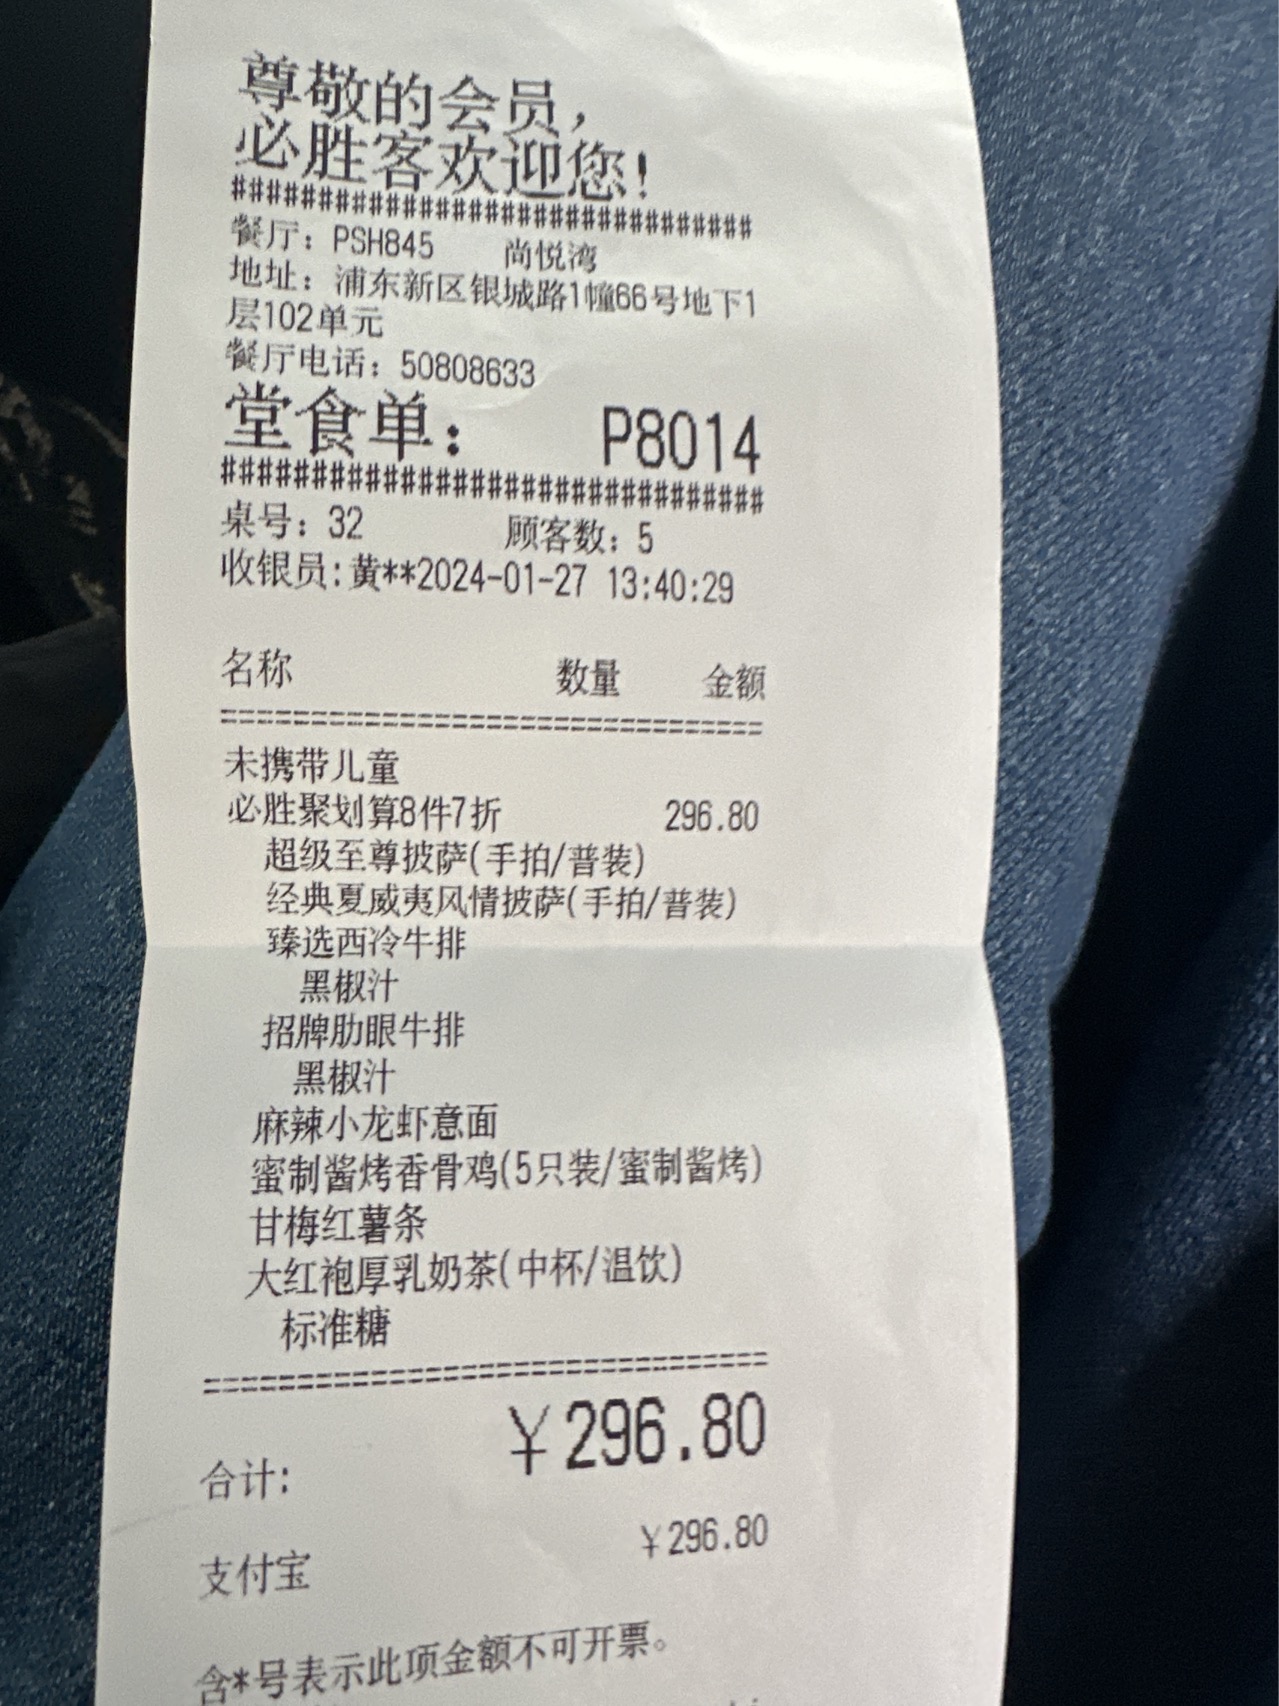 尊敬的会员，
必胜客欢迎您!
################################
餐厅：PSH845 尚悦湾
地址：浦东新区银城路1幢66号地下1
层102单元
餐厅电话：50808633
堂食单： P8014
################################
桌号：32 顾客数：5
收银员:黄**2024-01-27 13:40:29
名称 数量 金额
================================
未携带儿童
必胜聚划算8件7折 296.80
超级至尊披萨(手拍/普装)
经典夏威夷风情披萨(手拍/普装)
臻选西冷牛排
黑椒汁
招牌肋眼牛排
黑椒汁
麻辣小龙虾意面
蜜制酱烤香骨鸡(5只装/蜜制酱烤)
甘梅红薯条
大红袍厚乳奶茶(中杯/温饮)
标准糖
================================
合计: ￥296.80
支付宝 ￥296.80
含*号表示此项金额不可开票。